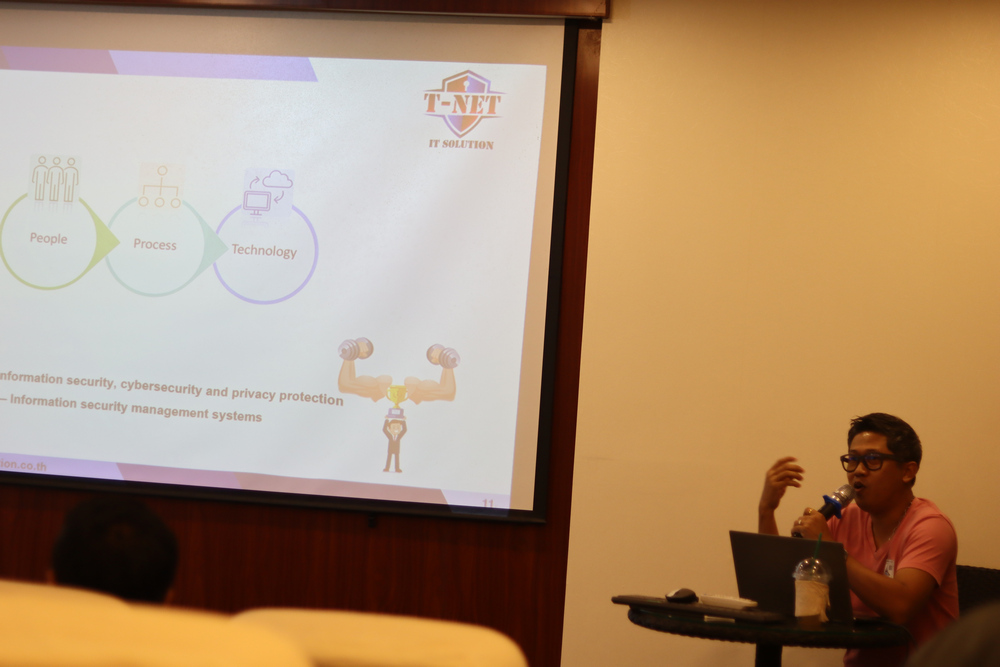 T-NET
IT SOLUTION
People
Process
Technology
nformation security, cybersecurity and privacy protection
– Information security management systems
ion.co.th
11